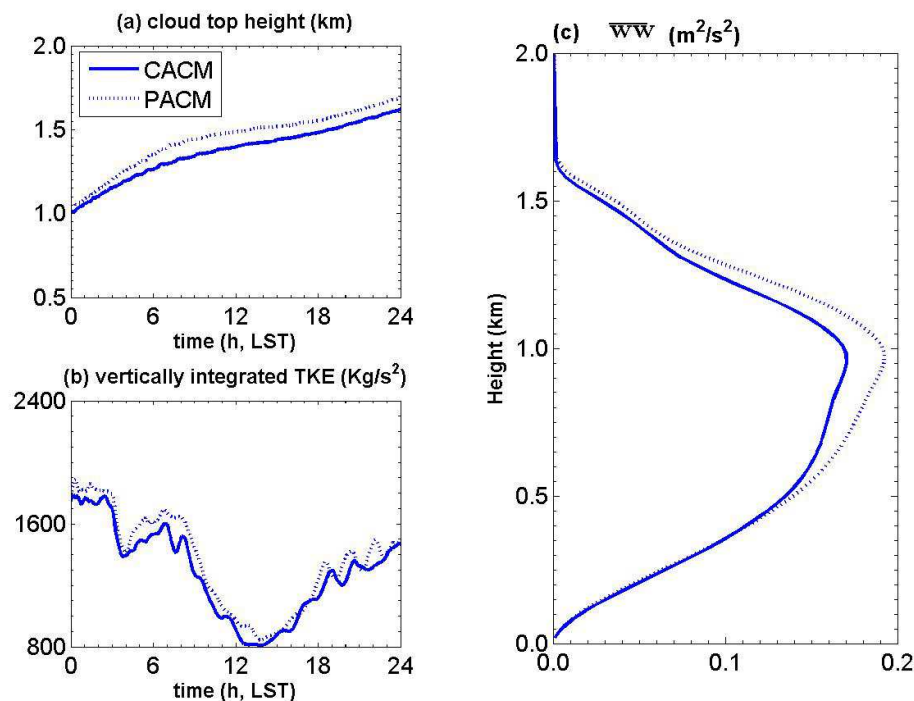 (a) cloud top height (km)
2.0
1.5
1.0
0.5
CACM
PACM
0 6 12 18 24
time (h, LST)
(b) vertically integrated TKE (Kg/s²)
2400
1600
800
0 6 12 18 24
time (h, LST)
(c) ww (m²/s²)
2.0
1.5
1.0
0.5
0.0
Height (km)
0.0 0.1 0.2